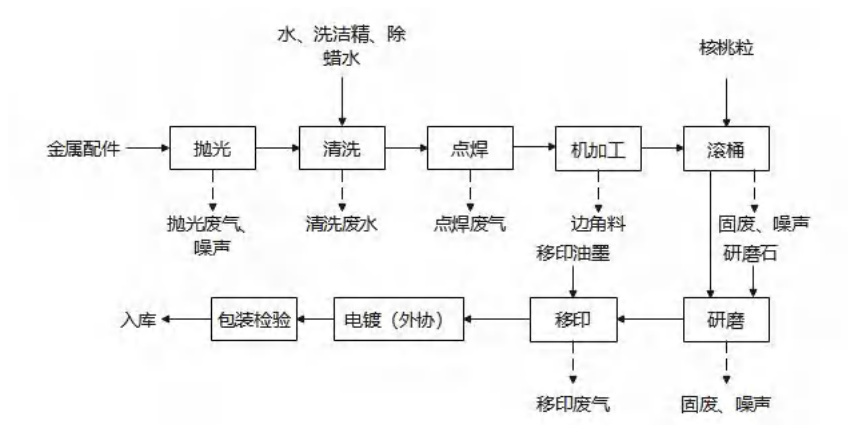 水、洗洁精、除
蜡水
核桃粒
金属配件
抛光
清洗
点焊
机加工
滚桶
抛光废气、
噪声
清洗废水
点焊废气
边角料
固废、噪声
移印油墨
研磨石
入库
包装检验
电镀（外协）
移印
研磨
移印废气
固废、噪声